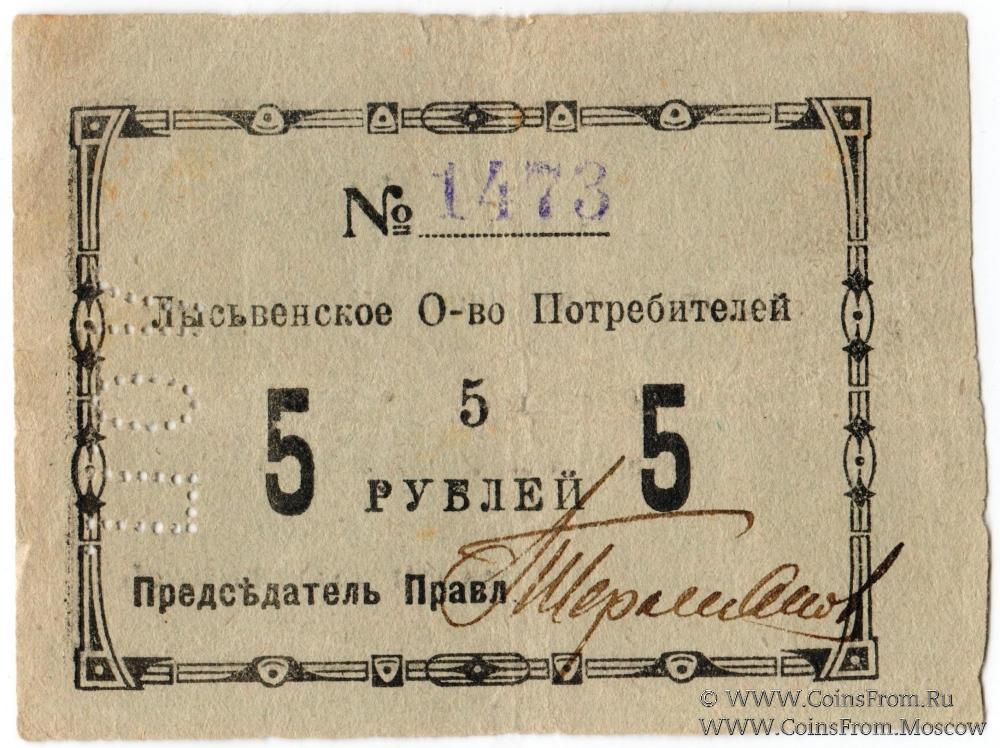 № 1473
Лысьвенское О-во Потребителей
5 5 5
РУБЛЕЙ
Предсѣдатель Правл
© WWW.CoinsFrom.Ru
WWW.CoinsFrom.Moscow